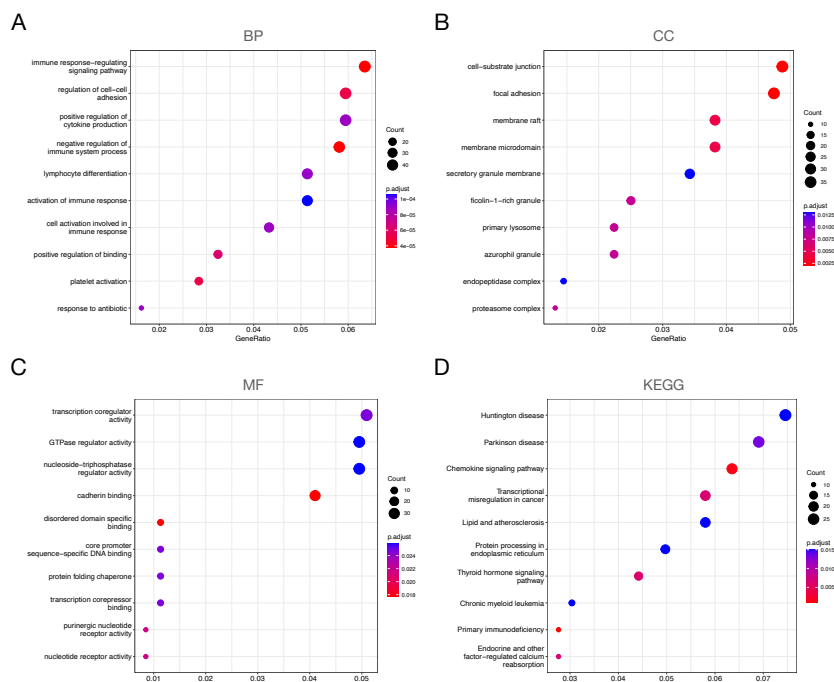 A
BP
immune response−regulating
signaling pathway
regulation of cell−cell
adhesion
positive regulation of
cytokine production
negative regulation of
immune system process
lymphocyte differentiation
activation of immune response
cell activation involved in
immune response
positive regulation of binding
platelet activation
response to antibiotic
0.02 0.03 0.04 0.05 0.06
GeneRatio
Count
20
30
40
p.adjust
1e−04
8e−05
6e−05
4e−05
B
CC
cell−substrate junction
focal adhesion
membrane raft
membrane microdomain
secretory granule membrane
ficolin−1−rich granule
primary lysosome
azurophil granule
endopeptidase complex
proteasome complex
0.02 0.03 0.04 0.05
GeneRatio
Count
10
15
20
25
30
35
p.adjust
0.0125
0.0100
0.0075
0.0050
0.0025
C
MF
transcription coregulator
activity
GTPase regulator activity
nucleoside−triphosphatase
regulator activity
cadherin binding
disordered domain specific
binding
core promoter
sequence−specific DNA binding
protein folding chaperone
transcription corepressor
binding
purinergic nucleotide
receptor activity
nucleotide receptor activity
0.01 0.02 0.03 0.04 0.05
Count
10
20
30
p.adjust
0.024
0.022
0.020
0.018
D
KEGG
Huntington disease
Parkinson disease
Chemokine signaling pathway
Transcriptional
misregulation in cancer
Lipid and atherosclerosis
Protein processing in
endoplasmic reticulum
Thyroid hormone signaling
pathway
Chronic myeloid leukemia
Primary immunodeficiency
Endocrine and other
factor−regulated calcium
reabsorption
0.03 0.04 0.05 0.06 0.07
Count
10
15
20
25
p.adjust
0.015
0.010
0.005